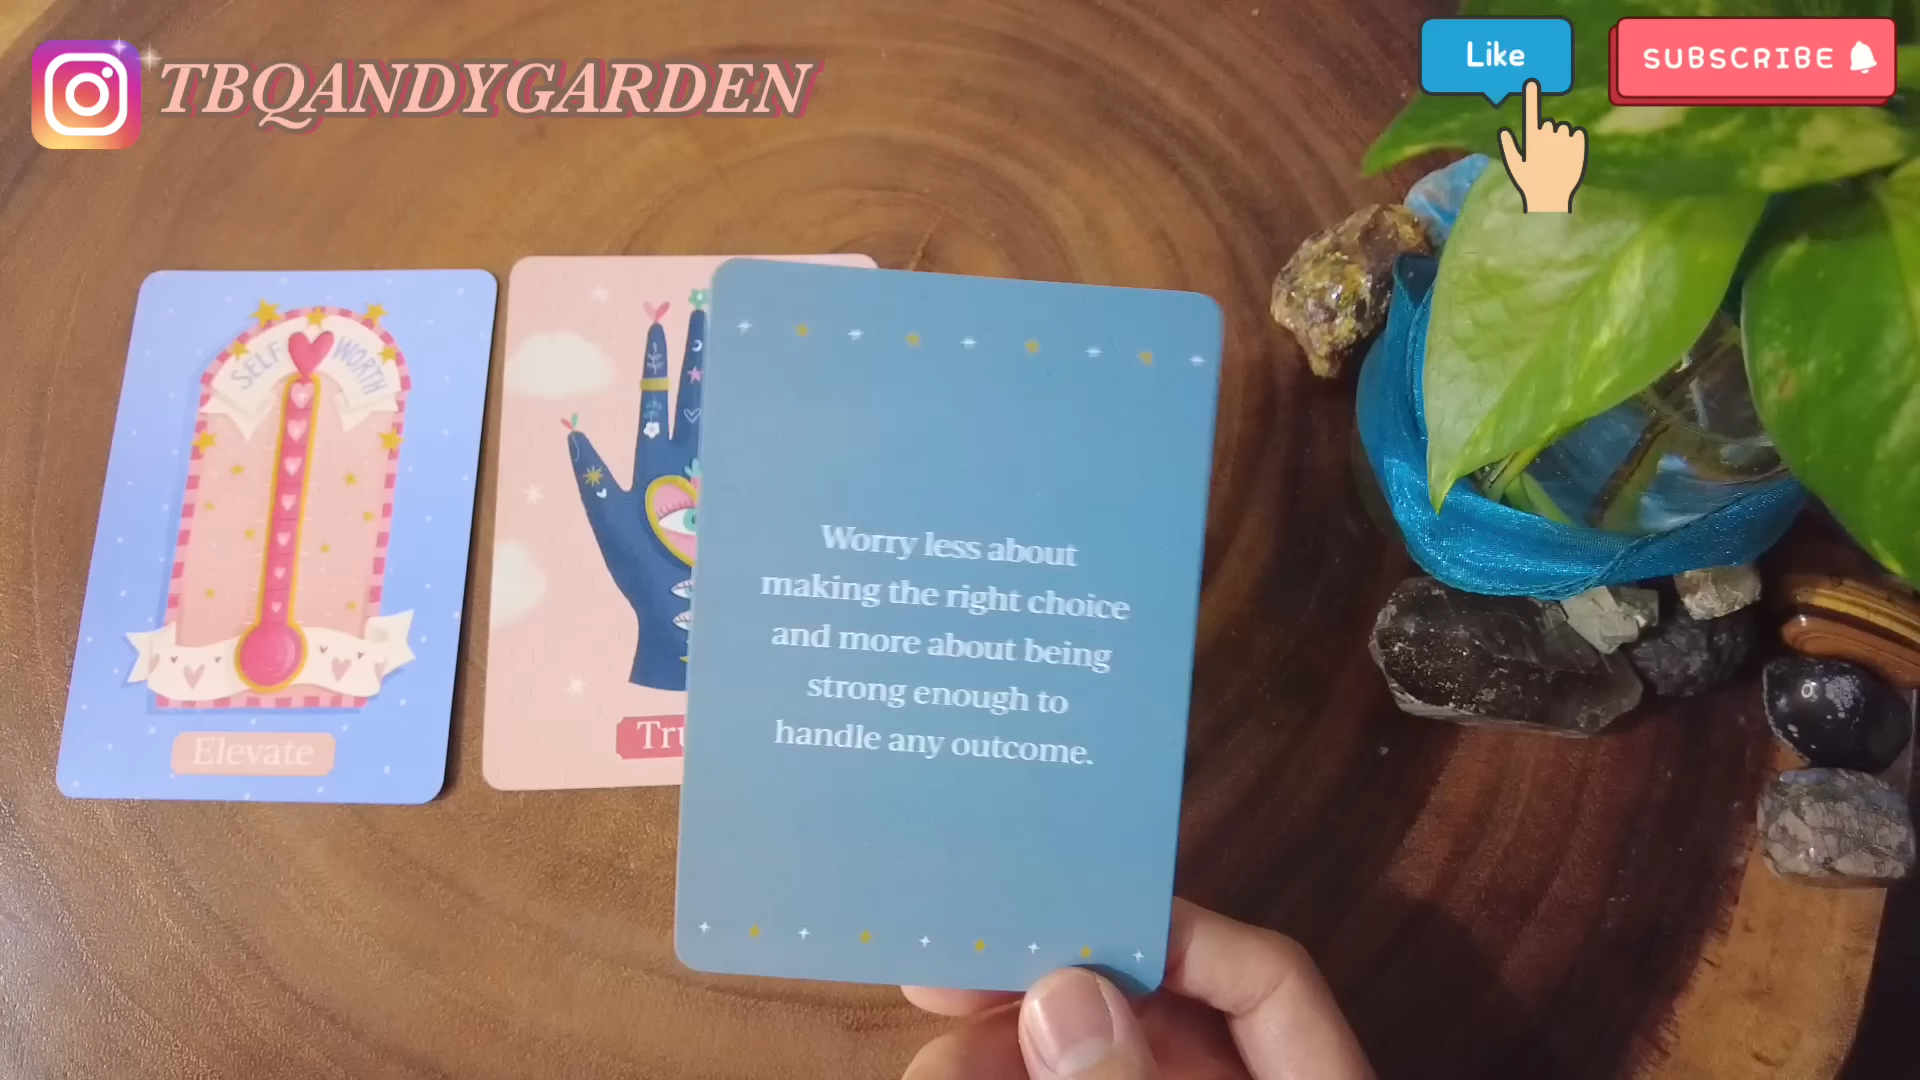 TBQANDYGARDEN
Like
SUBSCRIBE
SELF WORTH
Elevate
Worry less about
making the right choice
and more about being
strong enough to
handle any outcome.